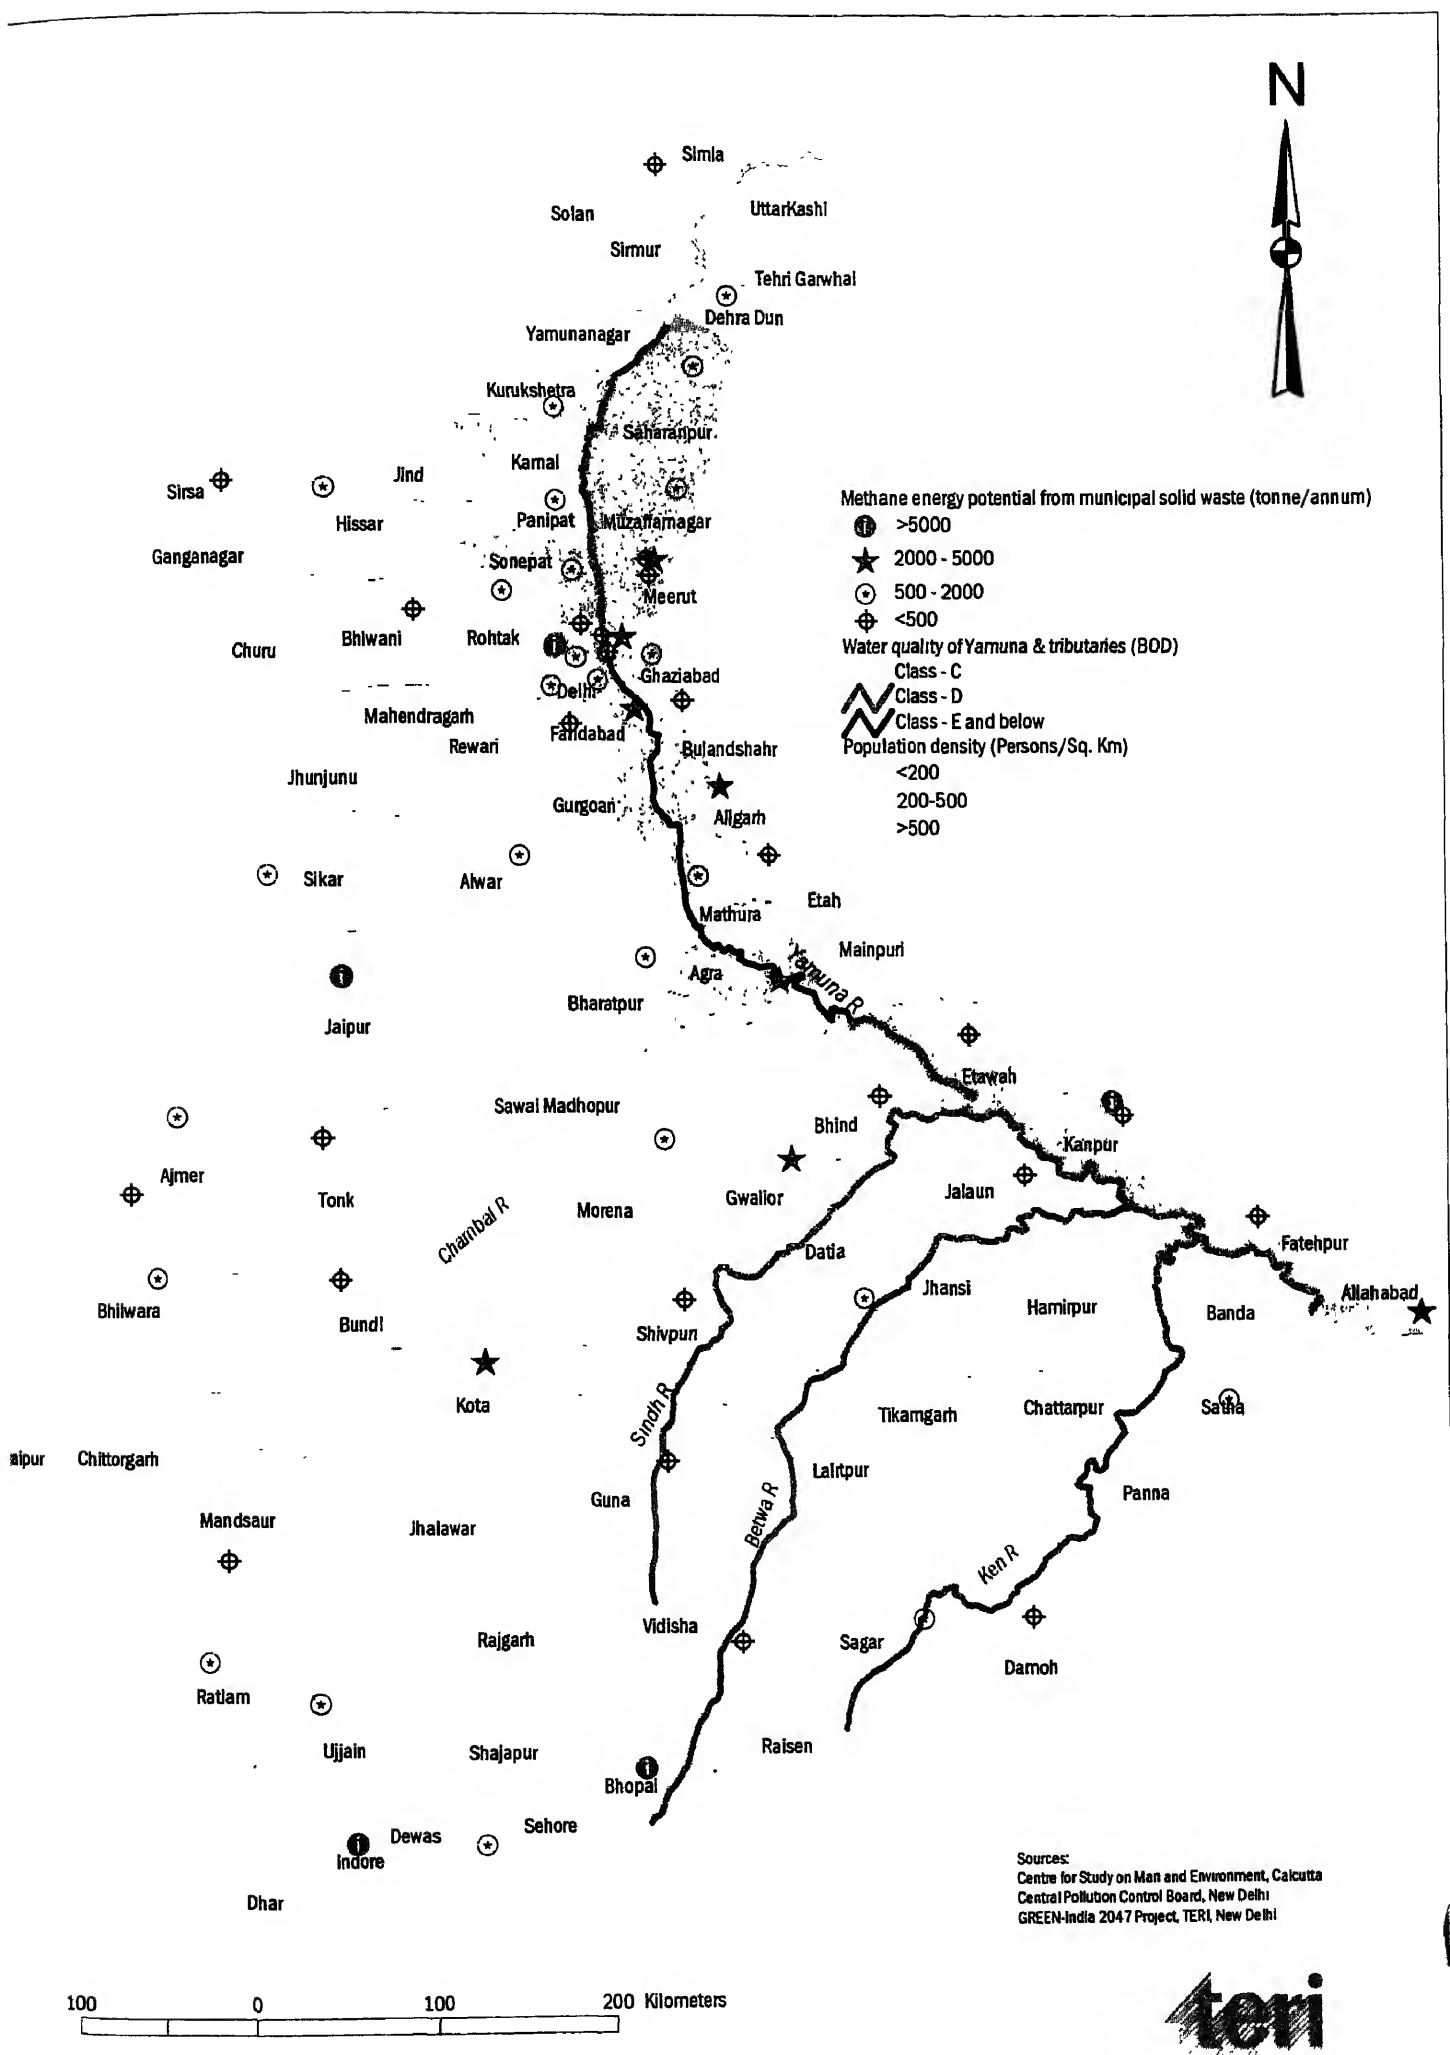 N
Simla
Solan
UttarKashi
Sirmur
Tehri Garwhal
Dehra Dun
Yamunanagar
Kurukshetra
Saharanpur
Karnal
Jind
Sirsa
Hissar
Panipat
Muzaffarnagar
Ganganagar
Sonepat
Meerut
Bhiwani
Rohtak
Churu
Ghaziabad
Delhi
Mahendragarh
Faridabad
Rewari
Bulandshahr
Jhunjunu
Gurgoan
Aligarh
Methane energy potential from municipal solid waste (tonne/annum)
>5000
2000 - 5000
500 - 2000
<500
Water quality of Yamuna & tributaries (BOD)
Class - C
Class - D
Class - E and below
Population density (Persons/Sq. Km)
<200
200-500
>500
Sikar
Alwar
Etah
Mathura
Mainpuri
Agra
Yamuna R
Bharatpur
Jaipur
Etawah
Sawai Madhopur
Bhind
Kanpur
Ajmer
Tonk
Chambal R
Morena
Gwalior
Jalaun
Datia
Fatehpur
Jhansi
Allahabad
Bhilwara
Bundi
Shivpuri
Hamirpur
Banda
Kota
Sindh R
Tikamgarh
Chattarpur
Satna
aipur
Chittorgarh
Lalitpur
Guna
Betwa R
Panna
Mandsaur
Jhalawar
Ken R
Vidisha
Rajgarh
Sagar
Damoh
Ratlam
Ujjain
Shajapur
Raisen
Bhopal
Sehore
Dewas
Indore
Dhar
Sources:
Centre for Study on Man and Environment, Calcutta
Central Pollution Control Board, New Delhi
GREEN-India 2047 Project, TERI, New Delhi
100 0 100 200 Kilometers
teri